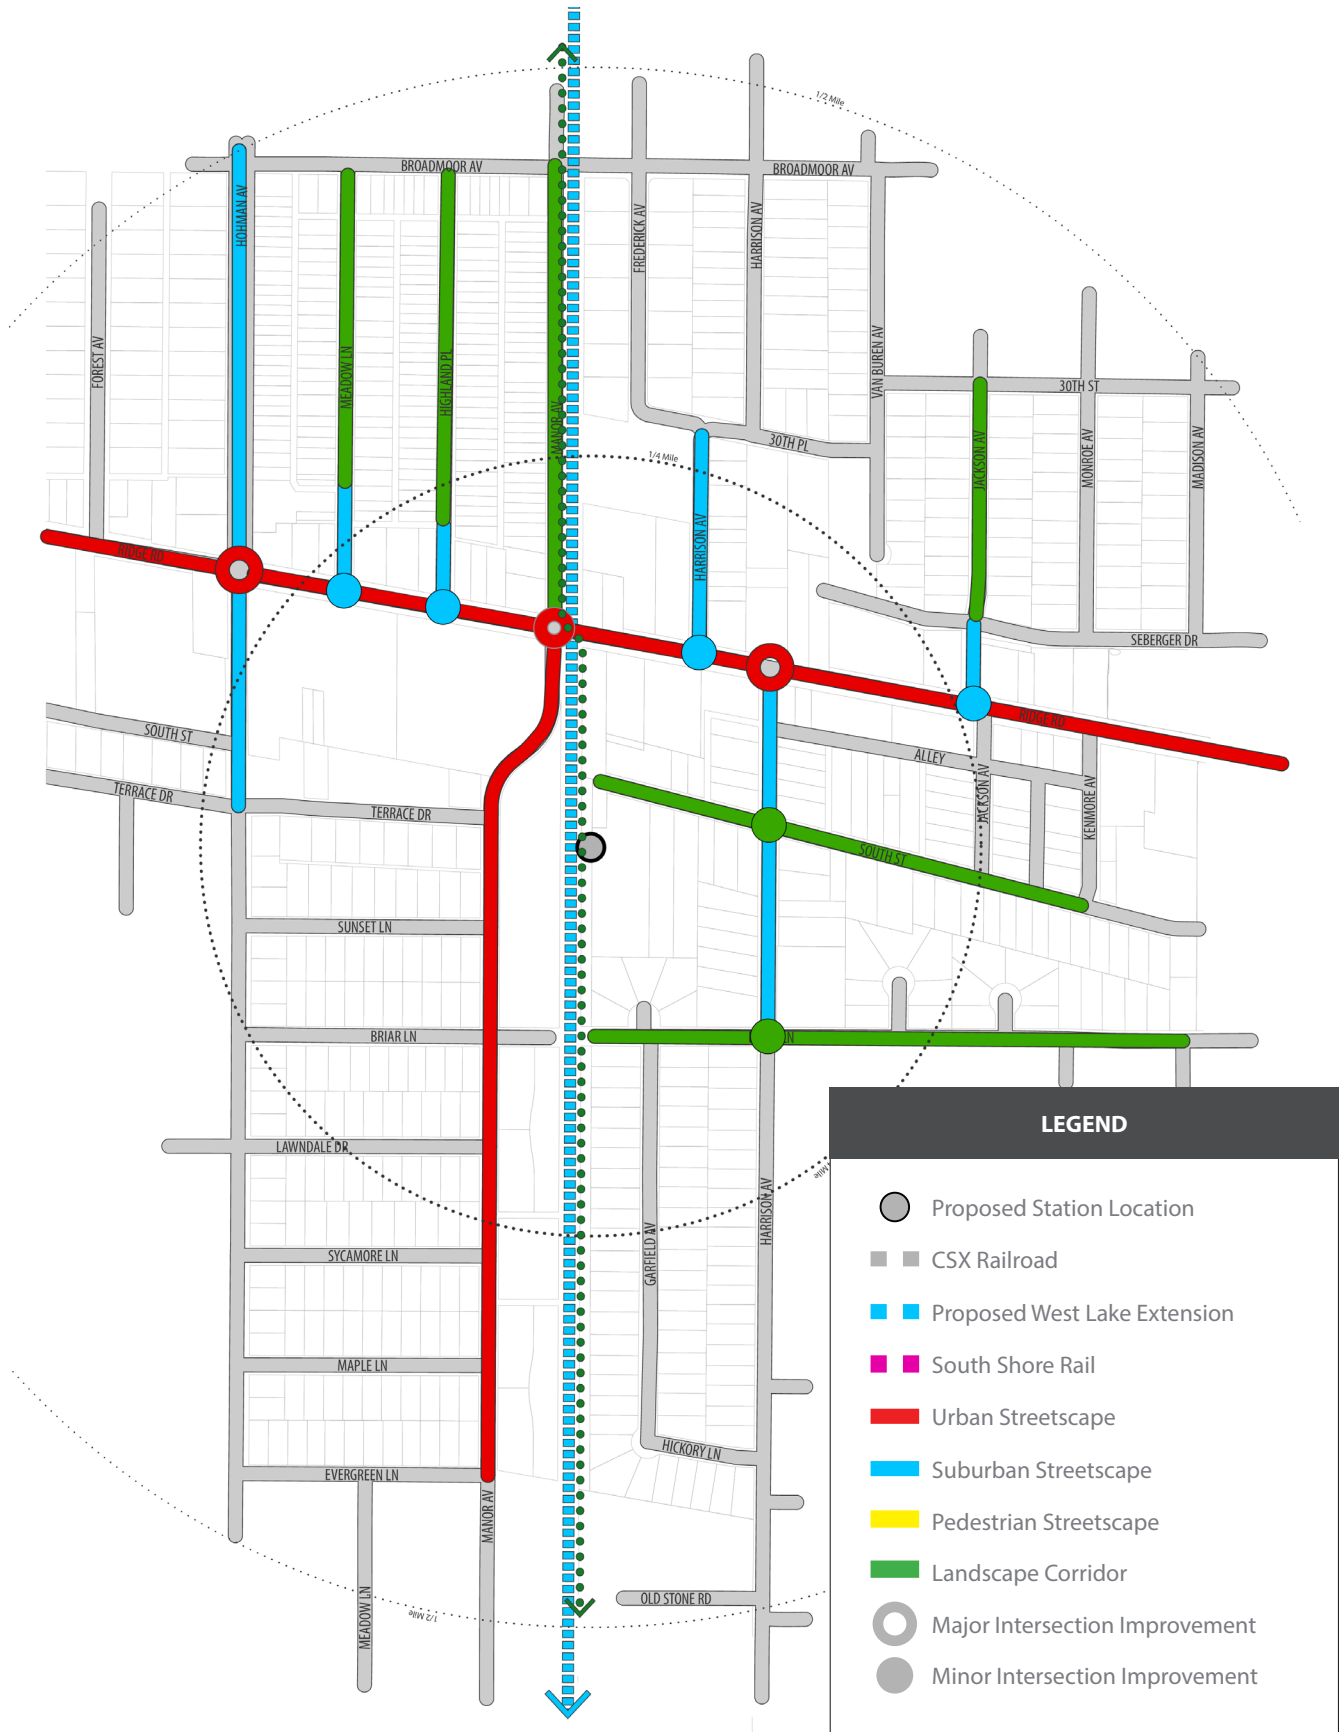 1/2 Mile
BROADMOOR AV
BROADMOOR AV
HOHMAN AV
FREDERICK AV
HARRISON AV
FOREST AV
MEADOW LN
HIGHLAND PL
MANOR AV
VAN BUREN AV
30TH ST
JACKSON AV
MONROE AV
MADISON AV
30TH PL
1/4 Mile
HARRISON AV
RIDGE RD
SEBERGER DR
RIDGE RD
SOUTH ST
ALLEY
JACKSON AV
KENMORE AV
TERRACE DR
TERRACE DR
SOUTH ST
SUNSET LN
BRIAR LN
LN
LAWNDALE DR
Mile
HARRISON AV
GARFIELD AV
SYCAMORE LN
MAPLE LN
HICKORY LN
EVERGREEN LN
MANOR AV
MEADOW LN
OLD STONE RD
1/2 Mile
LEGEND
Proposed Station Location
CSX Railroad
Proposed West Lake Extension
South Shore Rail
Urban Streetscape
Suburban Streetscape
Pedestrian Streetscape
Landscape Corridor
Major Intersection Improvement
Minor Intersection Improvement